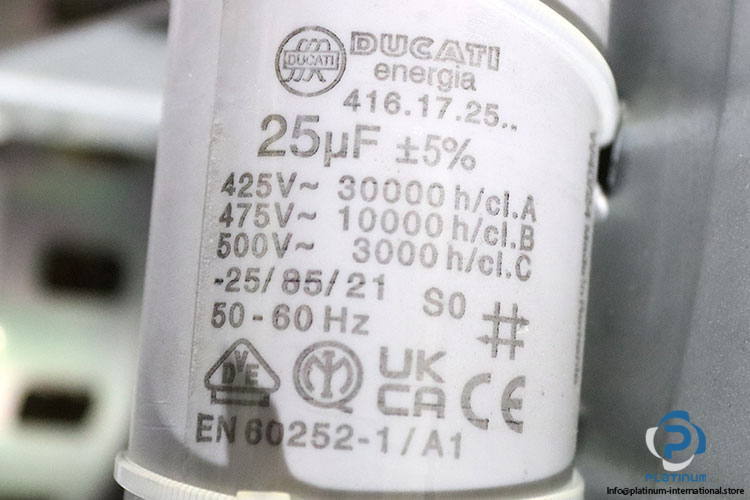 DUCATI
DUCATI
energia
416.17.25..
25µF ±5%
425V~ 30000 h/cl.A
475V~ 10000 h/cl.B
500V~ 3000 h/cl.C
-25/85/21 S0
50-60 Hz
DVE
UK
CA
CE
EN 60252-1/A1
PLATINUM
Info@platinum-international.store